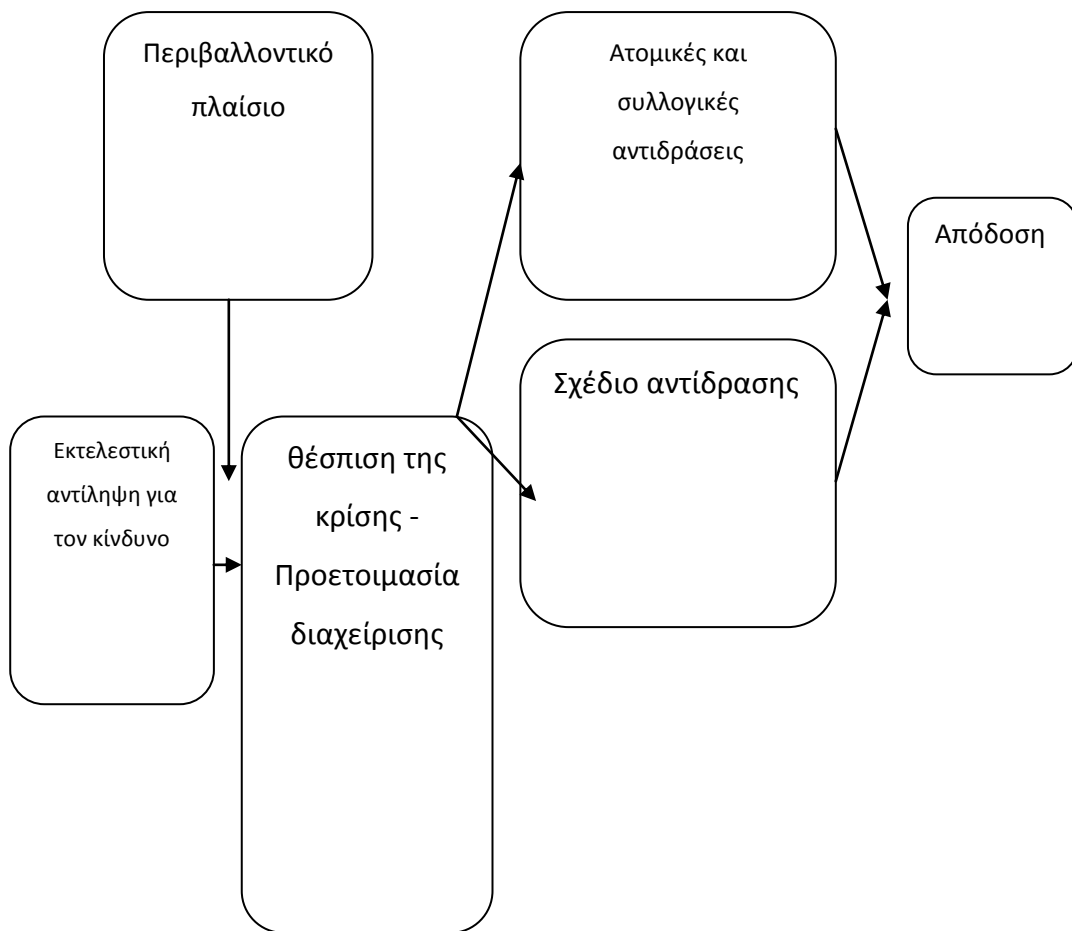 Περιβαλλοντικό
πλαίσιο
Ατομικές και
συλλογικές
αντιδράσεις
Απόδοση
Σχέδιο αντίδρασης
Εκτελεστική
αντίληψη για
τον κίνδυνο
θέσπιση της
κρίσης -
Προετοιμασία
διαχείρισης